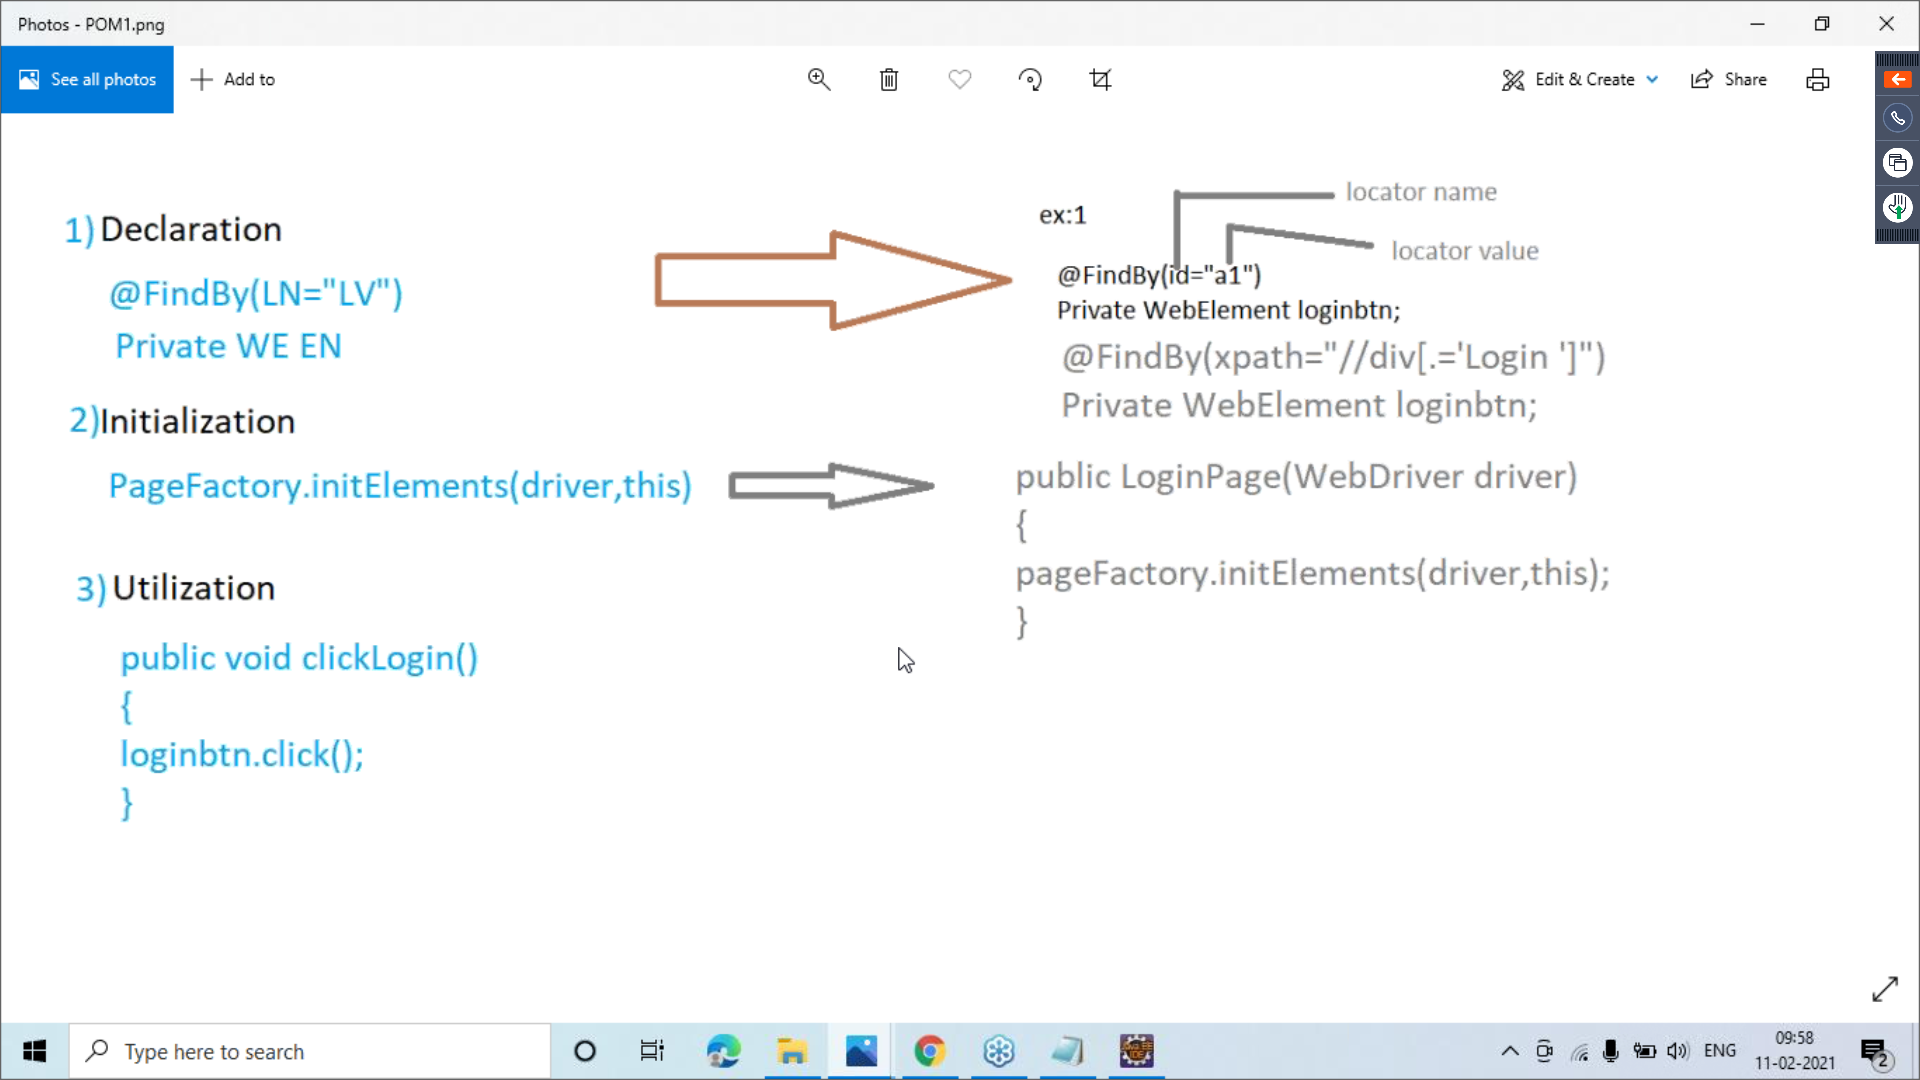 Photos - POM1.png
See all photos
Add to
Edit & Create
Share
1) Declaration
@FindBy(LN="LV")
Private WE EN
2)Initialization
PageFactory.initElements(driver,this)
3) Utilization
public void clickLogin()
{
loginbtn.click();
}
ex:1
locator name
locator value
@FindBy(id="a1")
Private WebElement loginbtn;
@FindBy(xpath="//div[.='Login ']")
Private WebElement loginbtn;
public LoginPage(WebDriver driver)
{
pageFactory.initElements(driver,this);
}
Type here to search
ENG
09:58
11-02-2021
2